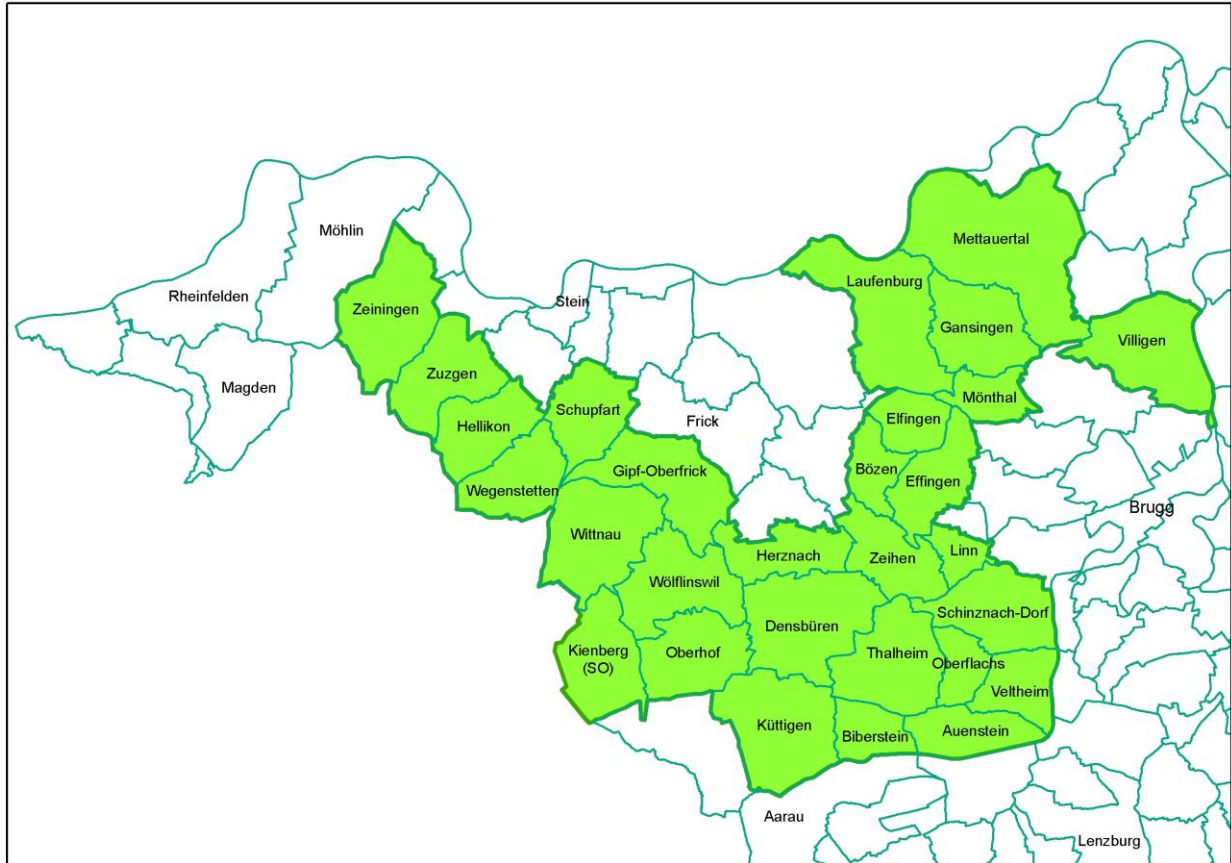 Möhlin
Mettauertal
Laufenburg
Rheinfelden
Stein
Zeiningen
Gansingen
Villigen
Zuzgen
Magden
Mönthal
Schupfart
Elfingen
Frick
Hellikon
Gipf-Oberfrick
Bözen
Effingen
Wegenstetten
Brugg
Wittnau
Linn
Herznach
Zeihen
Wölflinswil
Schinznach-Dorf
Densbüren
Kienberg
(SO)
Oberhof
Thalheim
Oberflachs
Veltheim
Küttigen
Biberstein
Auenstein
Aarau
Lenzburg